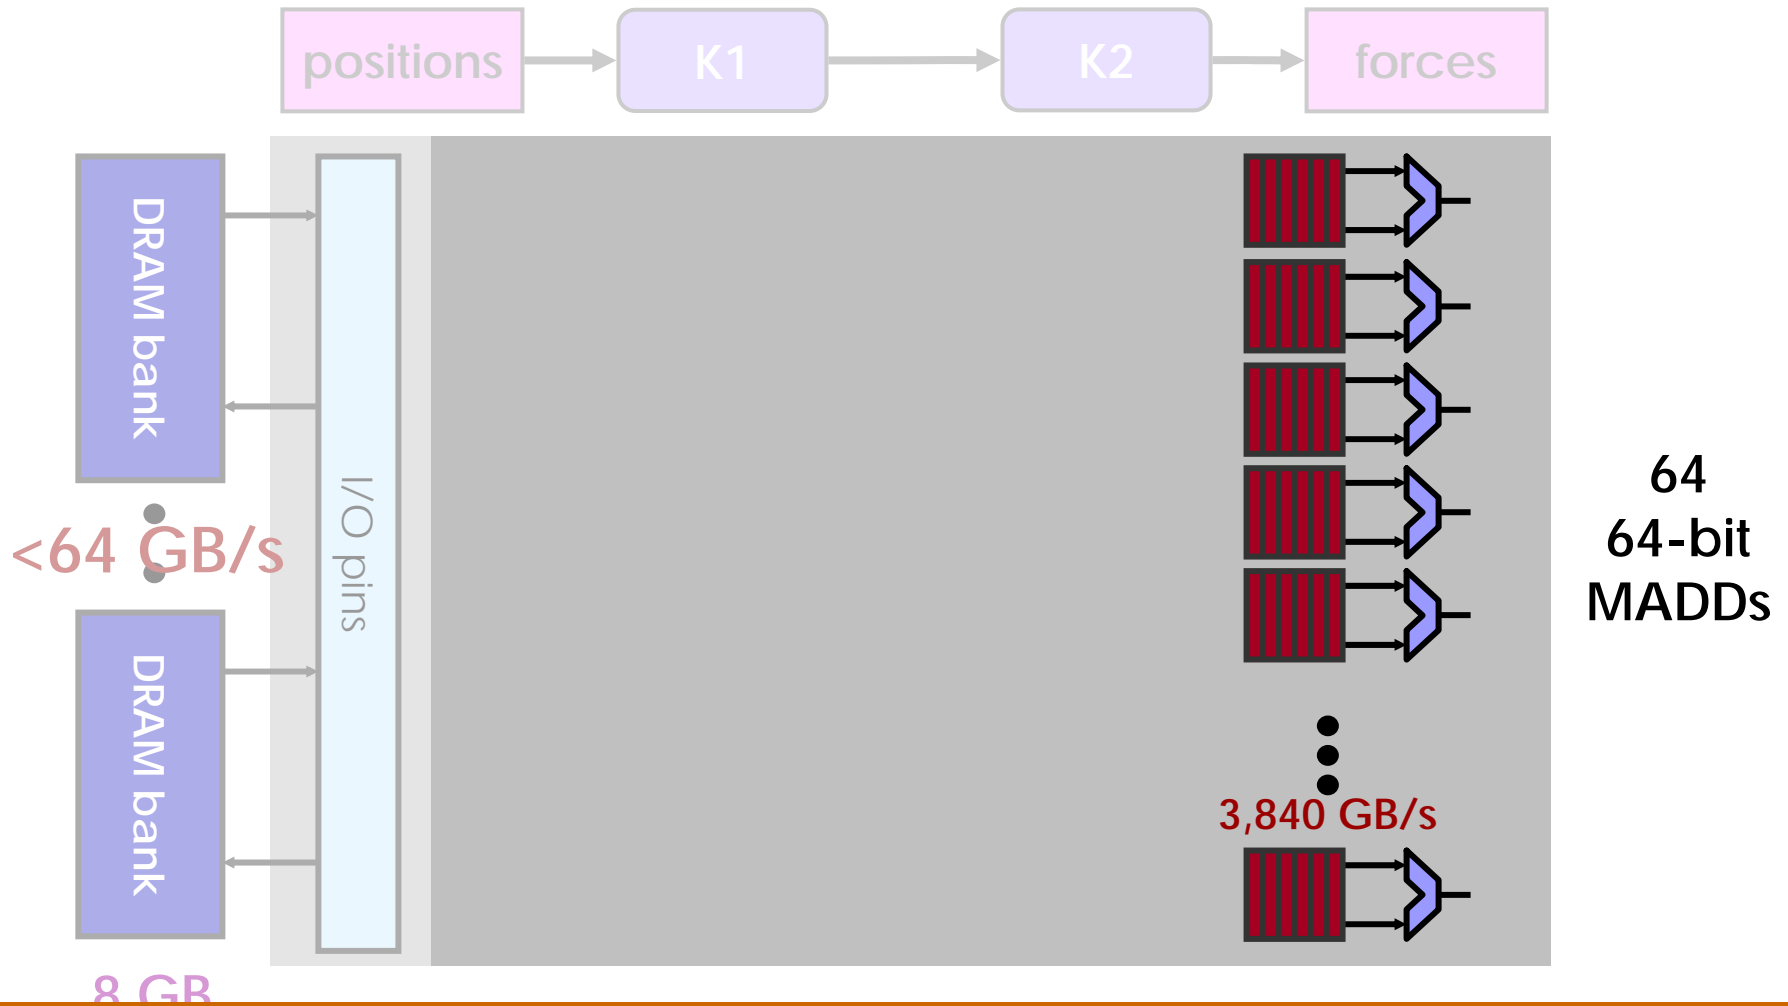 positions
K1
K2
forces
DRAM bank
I/O pins
<64 GB/s
DRAM bank
64
64-bit
MADDs
3,840 GB/s
8 GB